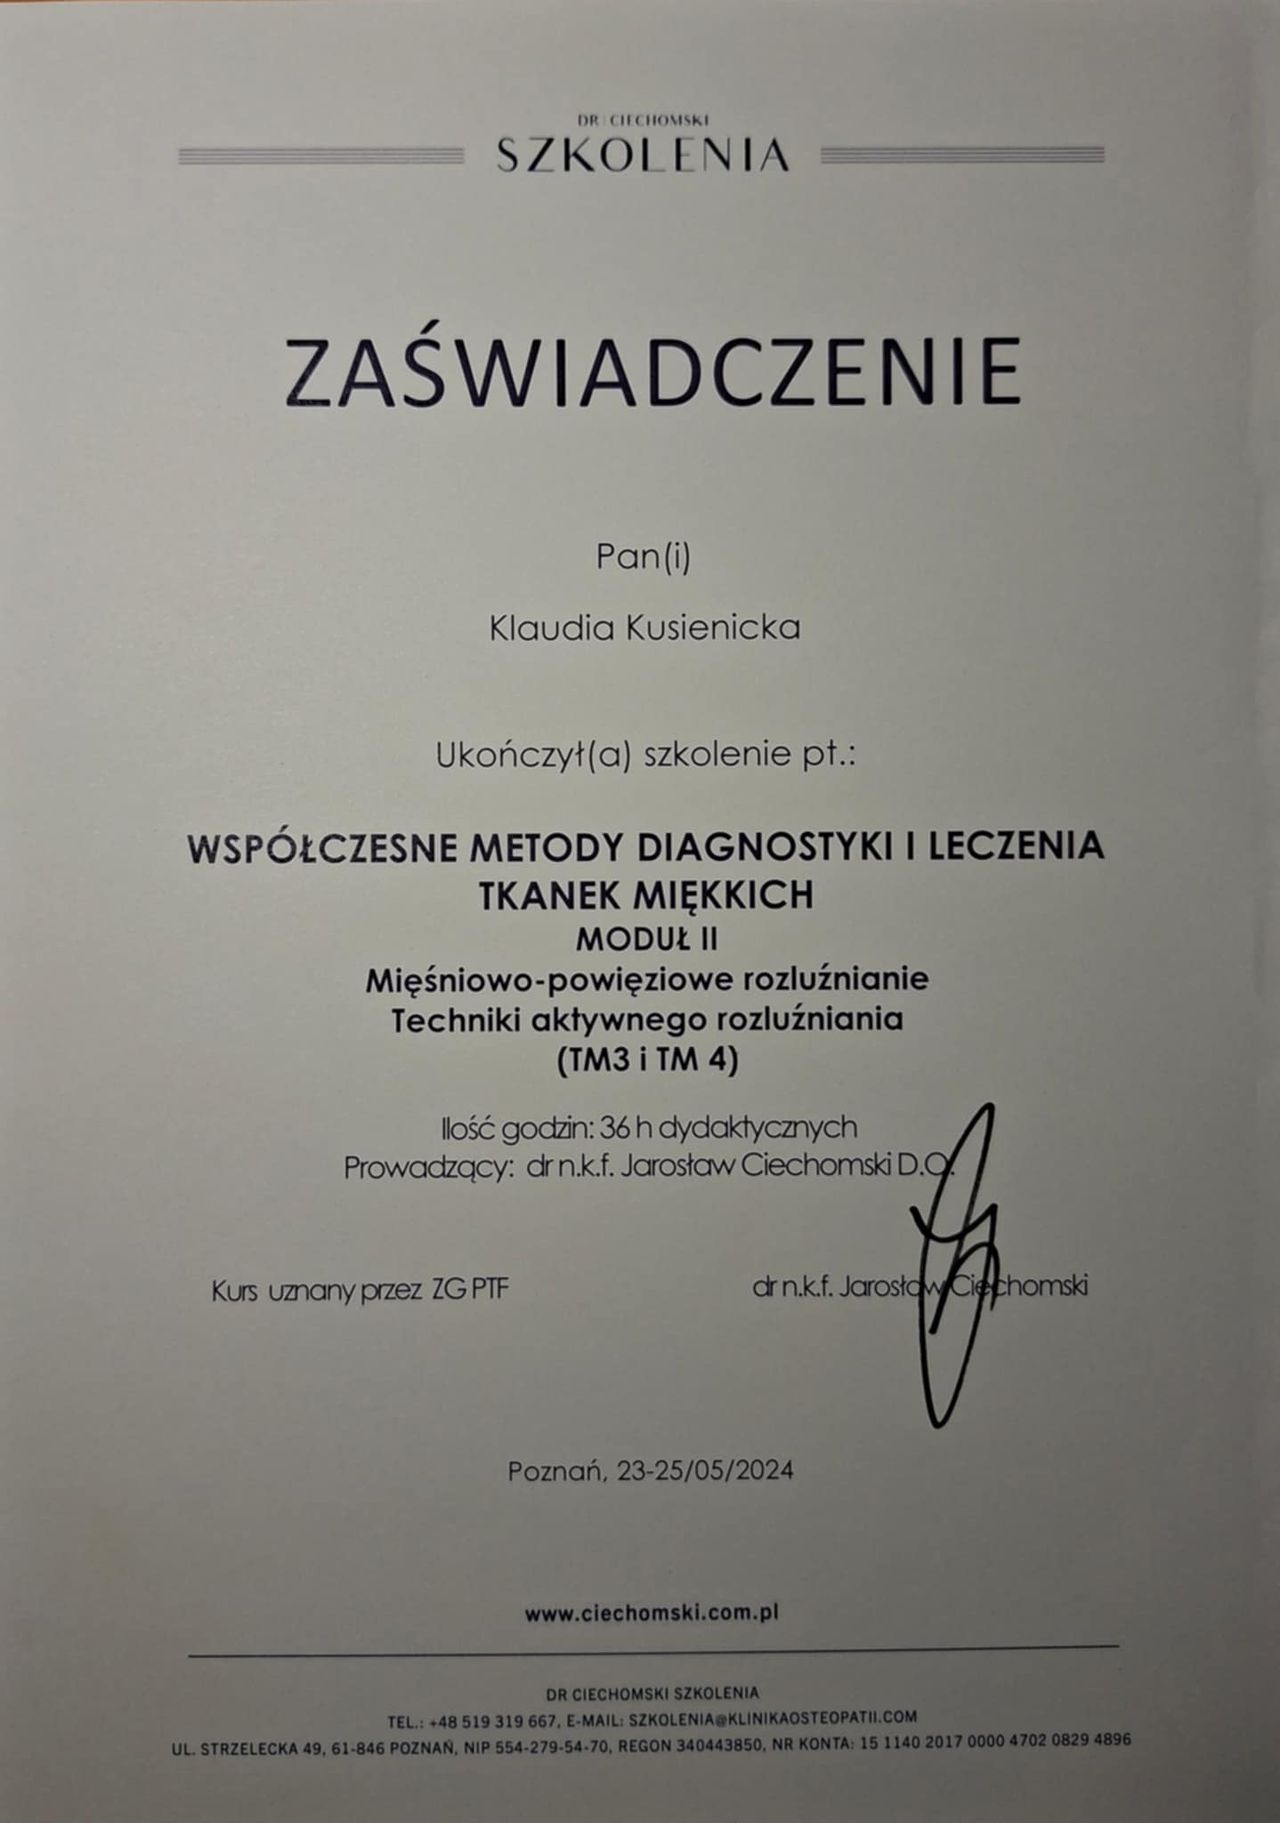 DR CIECHOMSKI
SZKOLENIA
ZAŚWIADCZENIE
Pan(i)
Klaudia Kusienicka
Ukończył(a) szkolenie pt.:
WSPÓŁCZESNE METODY DIAGNOSTYKI I LECZENIA
TKANEK MIĘKKICH
MODUŁ II
Mięśniowo-powięziowe rozluźnianie
Techniki aktywnego rozluźniania
(TM3 i TM 4)
Ilość godzin: 36 h dydaktycznych
Prowadzący: dr n.k.f. Jarosław Ciechomski D.O.
Kurs uznany przez ZG PTF
dr n.k.f. Jarosław Ciechomski
Poznań, 23-25/05/2024
www.ciechomski.com.pl
DR CIECHOMSKI SZKOLENIA
TEL.: +48 519 319 667, E-MAIL: SZKOLENIA@KLINIKAOSTEOPATII.COM
UL. STRZELECKA 49, 61-846 POZNAŃ, NIP 554-279-54-70, REGON 340443850, NR KONTA: 15 1140 2017 0000 4702 0829 4896